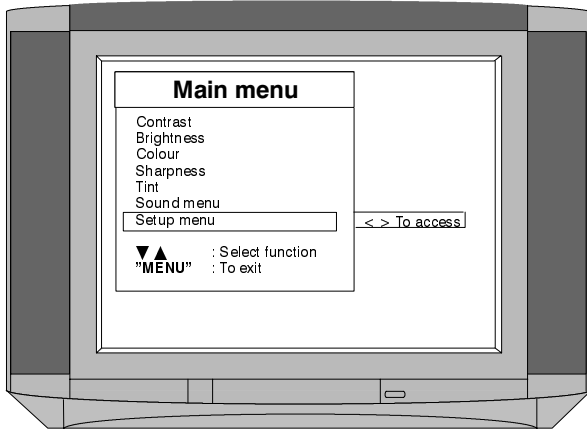 Main menu
Contrast
Brightness
Colour
Sharpness
Tint
Sound menu
Setup menu
< > To access
▼▲ : Select function
”MENU” : To exit